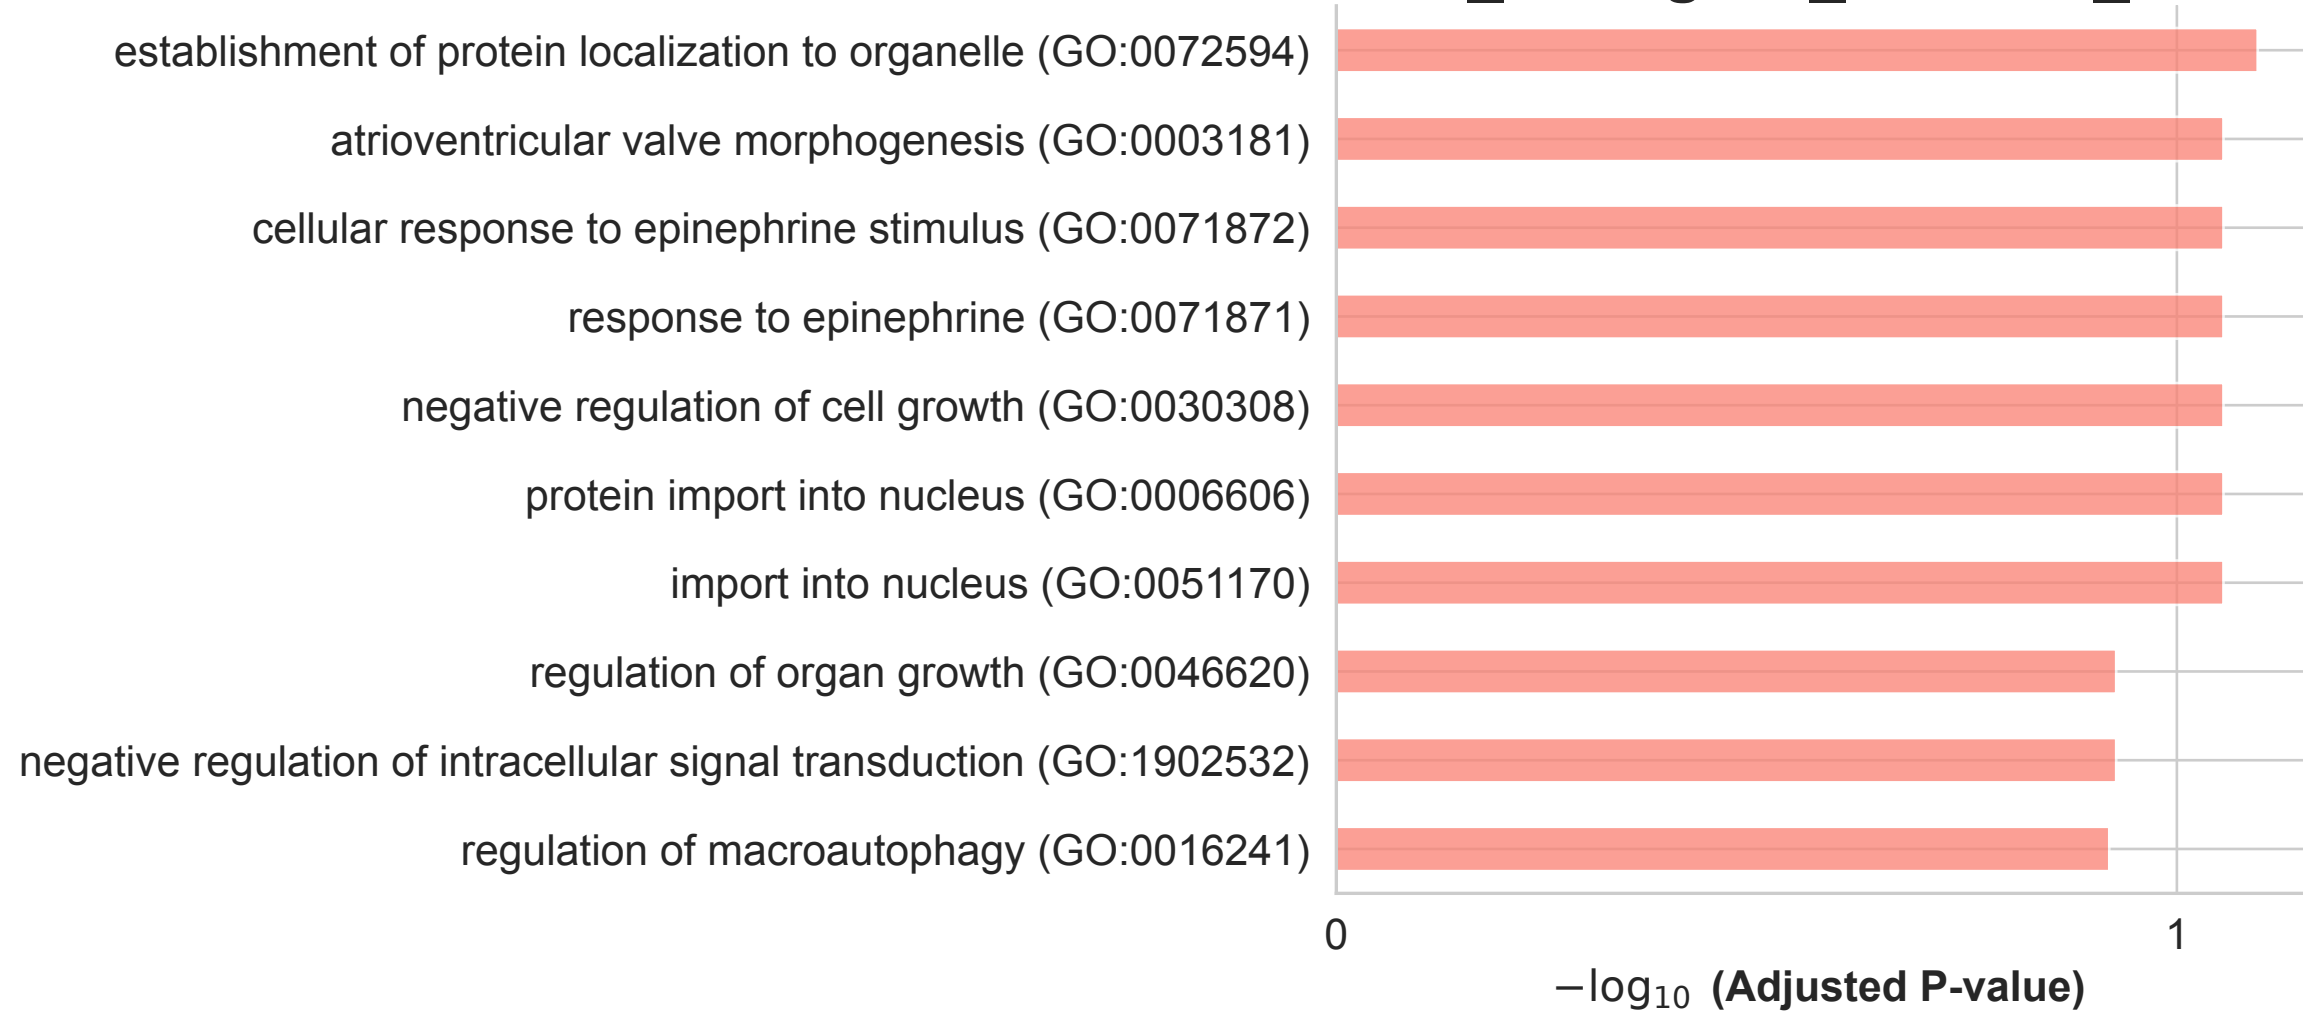 establishment of protein localization to organelle (GO:0072594)
atrioventricular valve morphogenesis (GO:0003181)
cellular response to epinephrine stimulus (GO:0071872)
response to epinephrine (GO:0071871)
negative regulation of cell growth (GO:0030308)
protein import into nucleus (GO:0006606)
import into nucleus (GO:0051170)
regulation of organ growth (GO:0046620)
negative regulation of intracellular signal transduction (GO:1902532)
regulation of macroautophagy (GO:0016241)
0 1
−log₁₀ (Adjusted P-value)